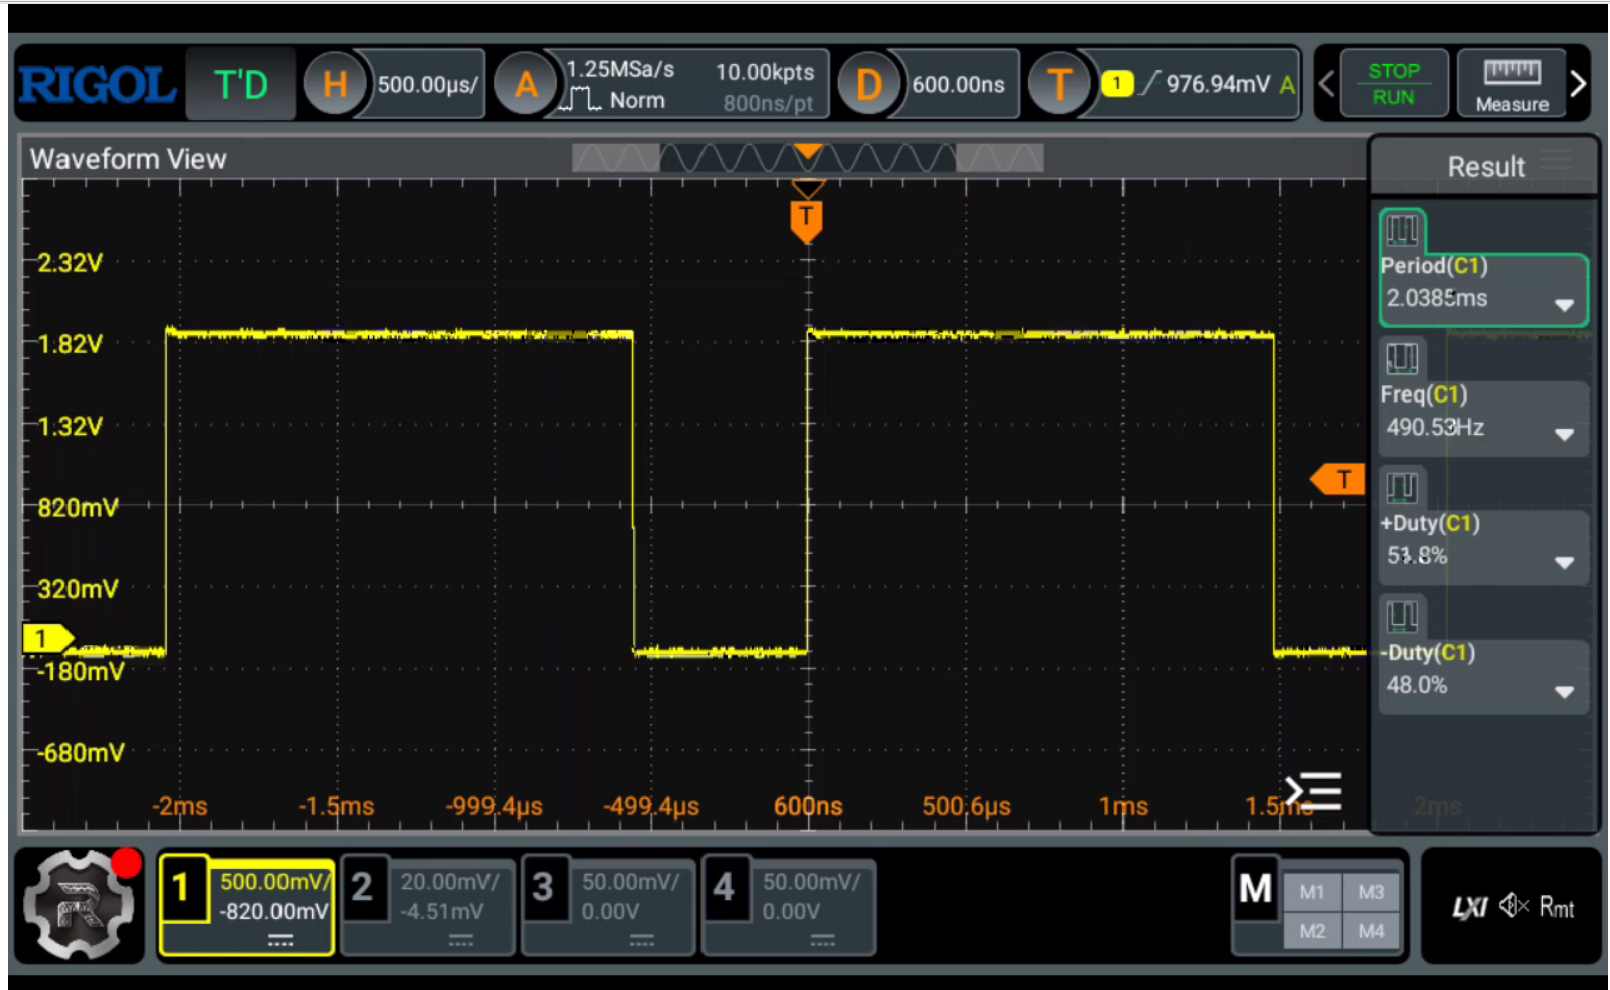 RIGOL
T'D
H
500.00µs/
A
1.25MSa/s
10.00kpts
Norm
800ns/pt
D
600.00ns
T
1
976.94mV
A
STOP
RUN
Measure
Waveform View
Result
T
2.32V
1.82V
1.32V
820mV
320mV
1
-180mV
-680mV
T
Period(C1)
2.0385ms
Freq(C1)
490.53Hz
+Duty(C1)
-Duty(C1)
48.0%
-2ms
-1.5ms
-999.4µs
-499.4µs
600ns
500.6µs
1ms
1.5ms
2ms
R
1
500.00mV/
-820.00mV
2
20.00mV/
-4.51mV
3
50.00mV/
0.00V
4
50.00mV/
0.00V
M
M1
M3
M2
M4
LXI
Rmt